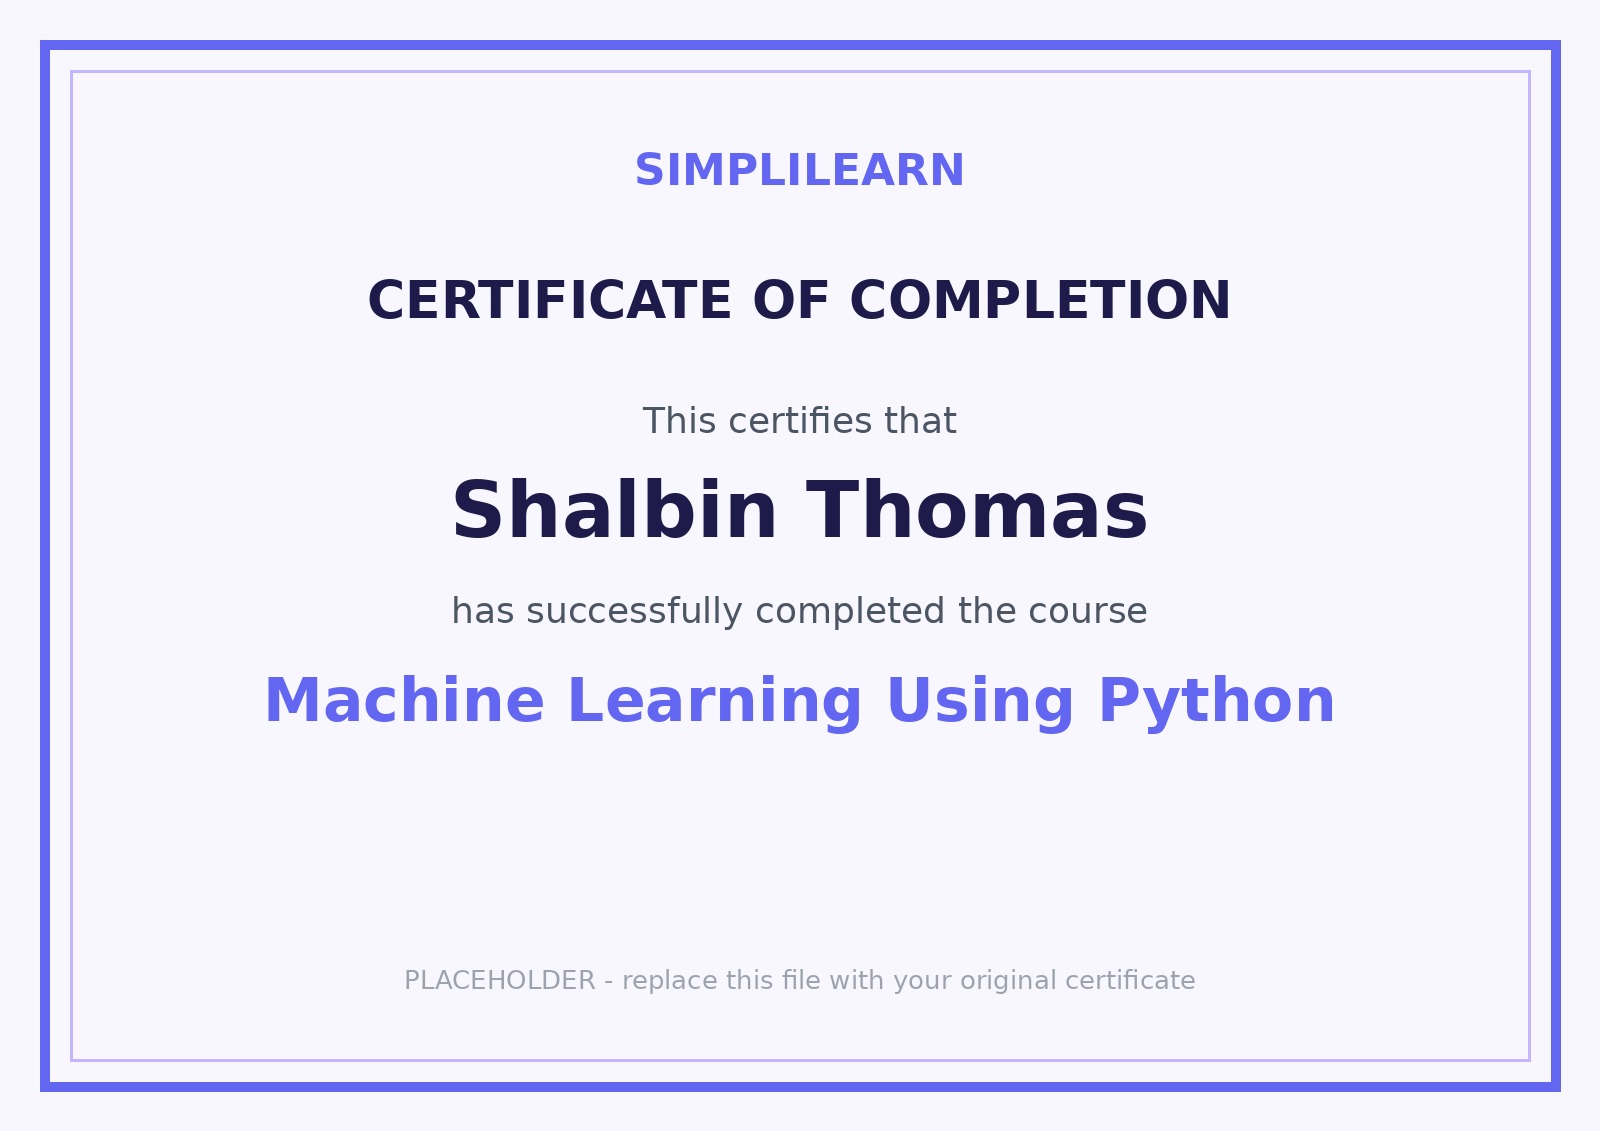 SIMPLILEARN
CERTIFICATE OF COMPLETION
This certifies that
Shalbin Thomas
has successfully completed the course
Machine Learning Using Python
PLACEHOLDER - replace this file with your original certificate